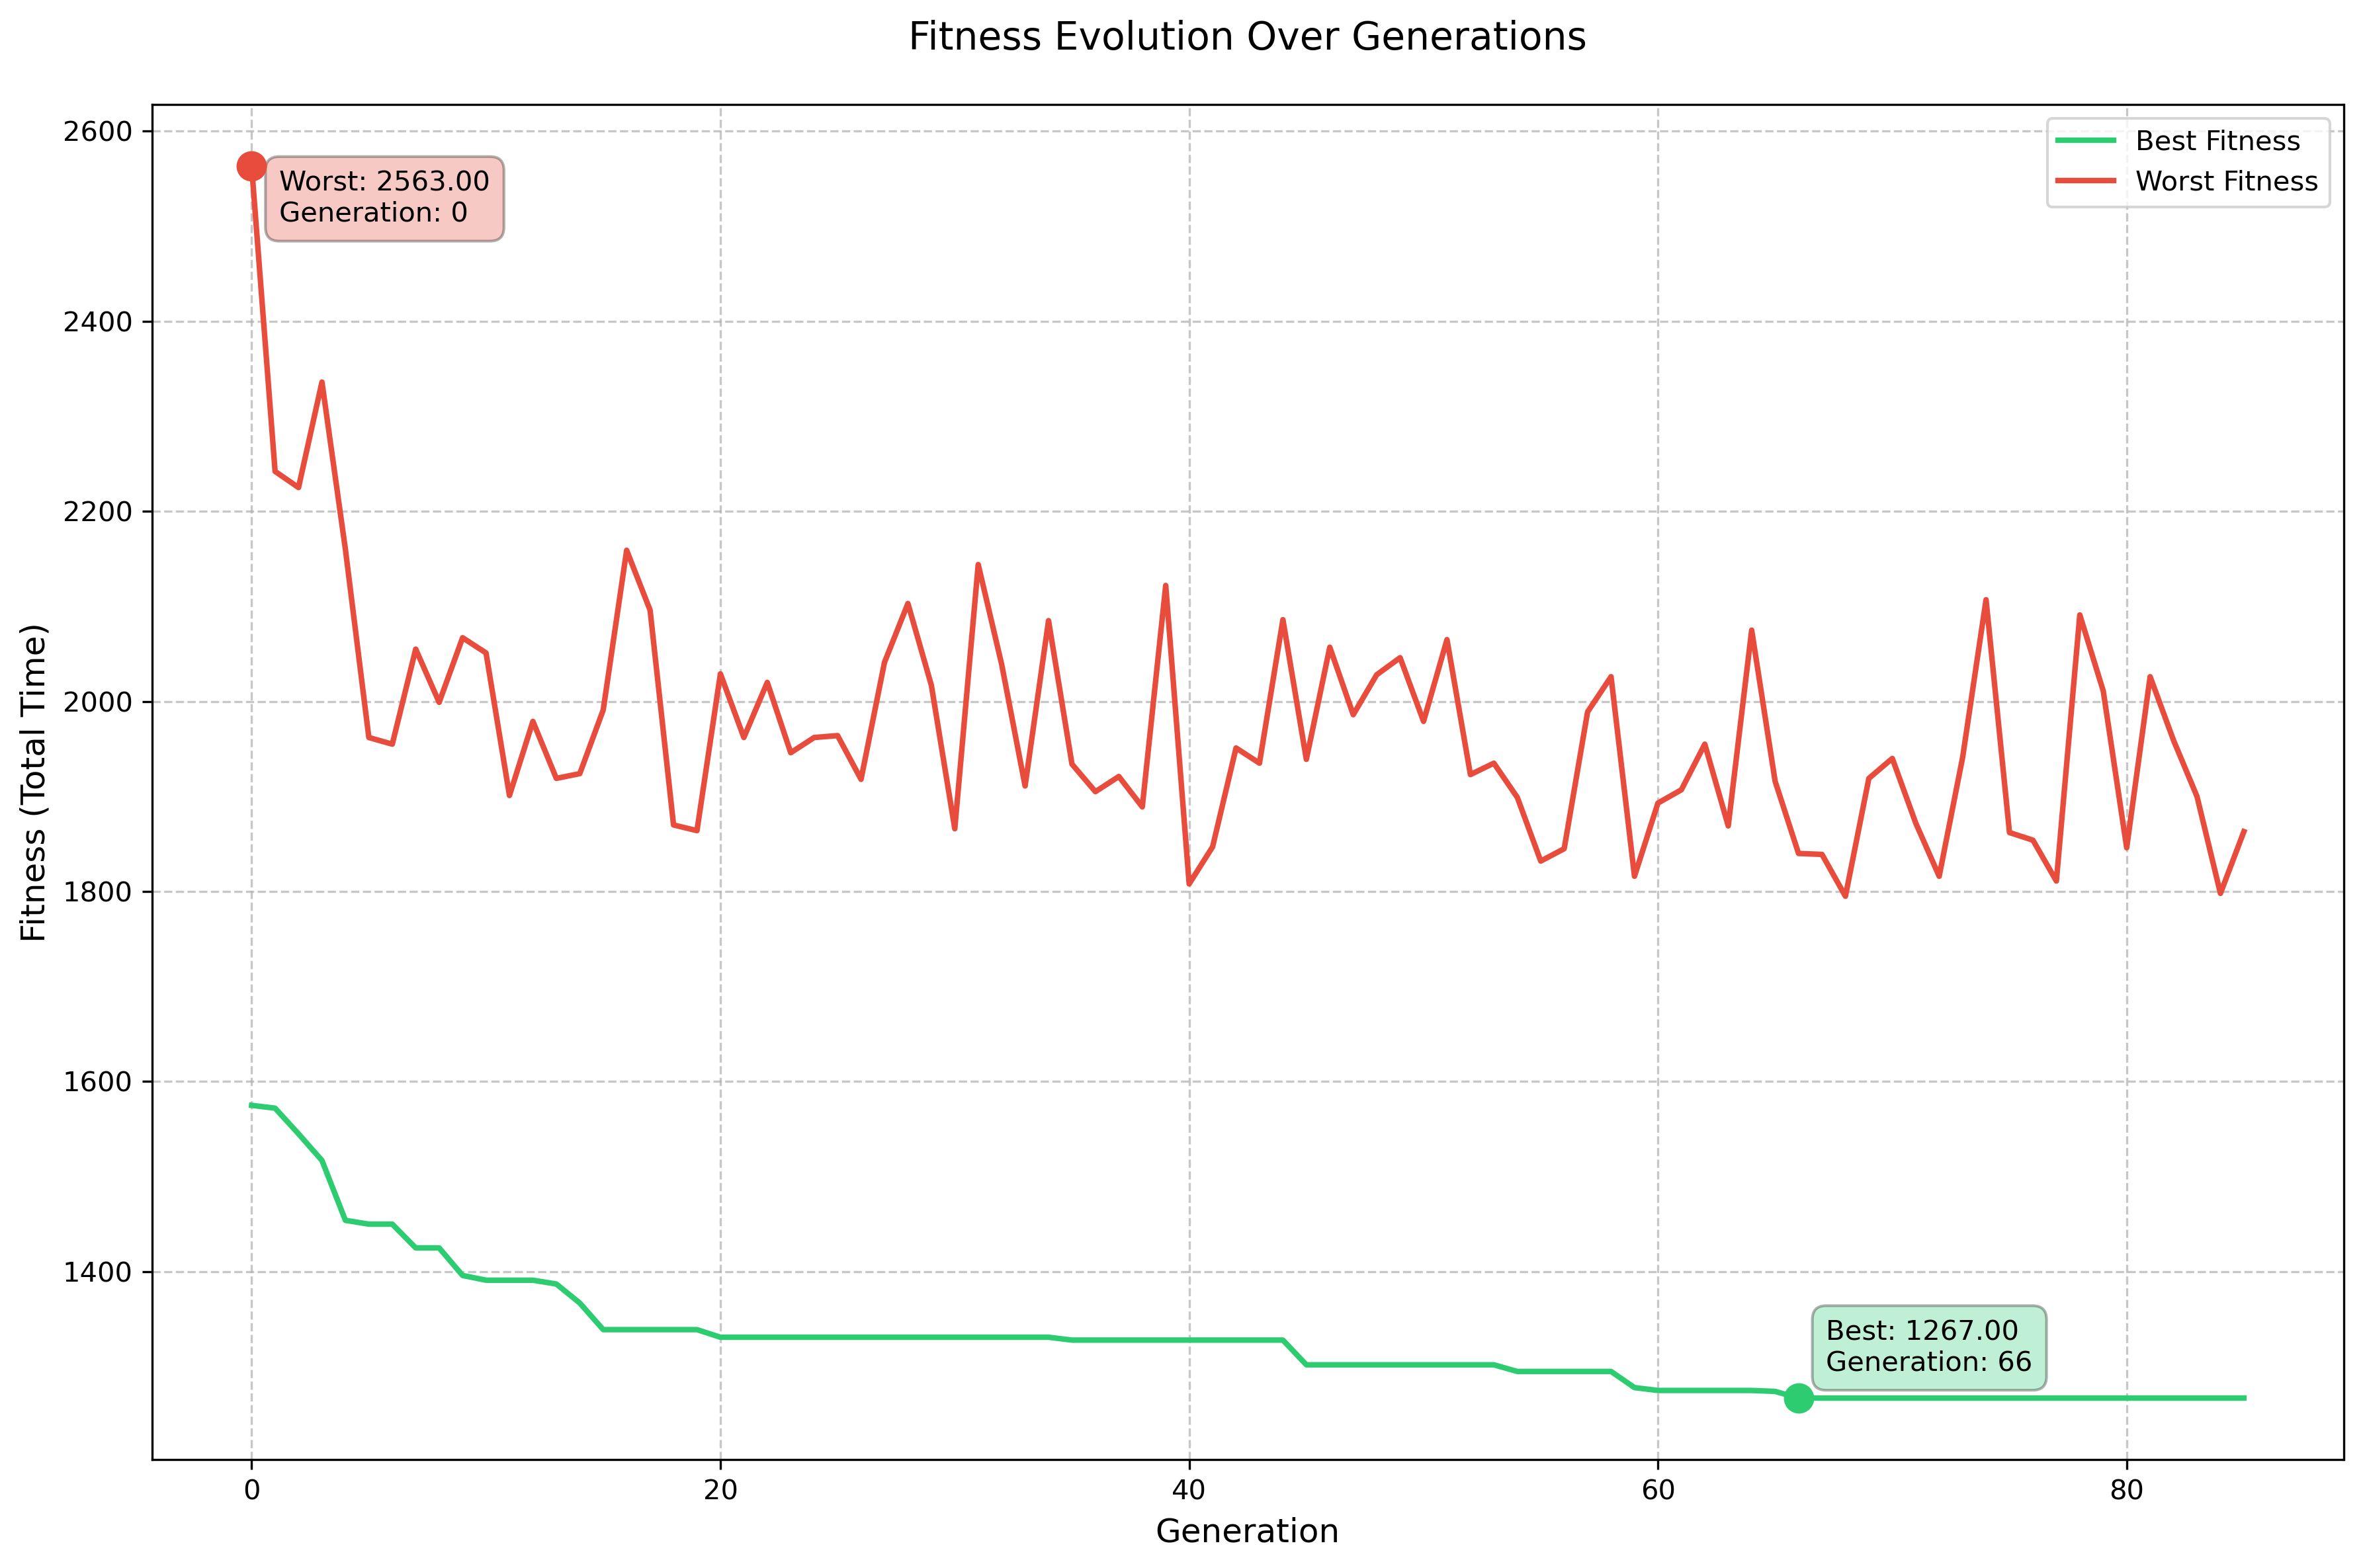 Fitness Evolution Over Generations
2600
2400
2200
2000
1800
1600
1400
Fitness (Total Time)
Worst: 2563.00
Generation: 0
Best Fitness
Worst Fitness
Best: 1267.00
Generation: 66
0
20
40
60
80
Generation